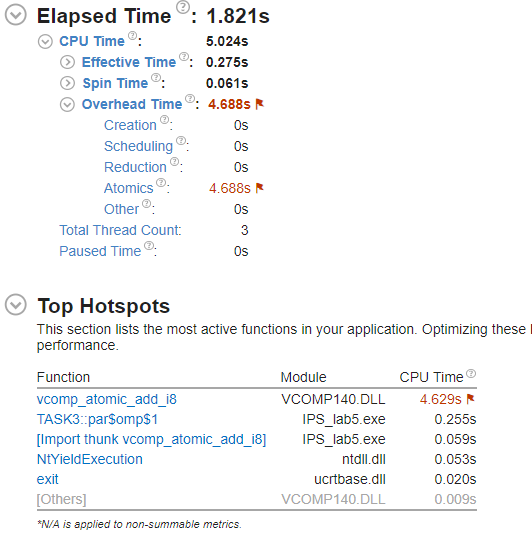 Elapsed Time ?: 1.821s
CPU Time ?: 5.024s
Effective Time ?: 0.275s
Spin Time ?: 0.061s
Overhead Time ?: 4.688s
Creation ?: 0s
Scheduling ?: 0s
Reduction ?: 0s
Atomics ?: 4.688s
Other ?: 0s
Total Thread Count: 3
Paused Time ?: 0s
Top Hotspots
This section lists the most active functions in your application. Optimizing these
performance.
Function Module CPU Time ?
vcomp_atomic_add_i8 VCOMP140.DLL 4.629s
TASK3::par$omp$1 IPS_lab5.exe 0.255s
[Import thunk vcomp_atomic_add_i8] IPS_lab5.exe 0.059s
NtYieldExecution ntdll.dll 0.053s
exit ucrtbase.dll 0.020s
[Others] VCOMP140.DLL 0.009s
*N/A is applied to non-summable metrics.